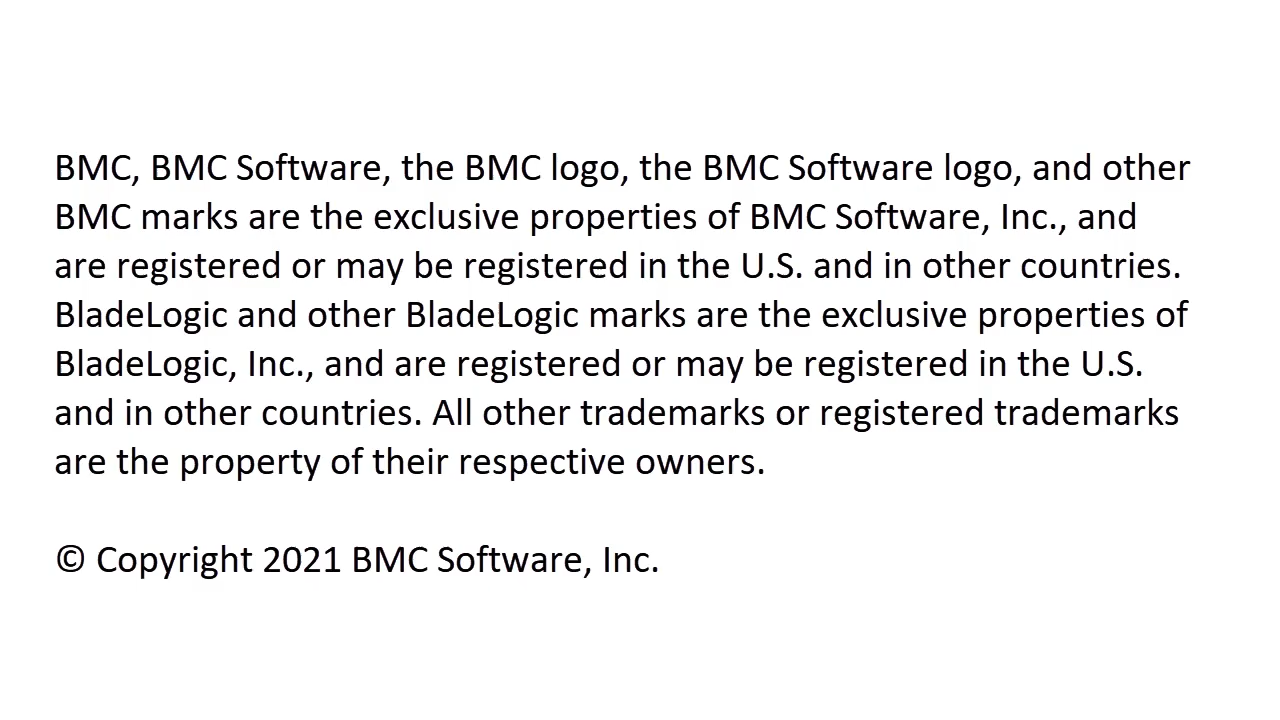 BMC, BMC Software, the BMC logo, the BMC Software logo, and other
BMC marks are the exclusive properties of BMC Software, Inc., and
are registered or may be registered in the U.S. and in other countries.
BladeLogic and other BladeLogic marks are the exclusive properties of
BladeLogic, Inc., and are registered or may be registered in the U.S.
and in other countries. All other trademarks or registered trademarks
are the property of their respective owners.
© Copyright 2021 BMC Software, Inc.